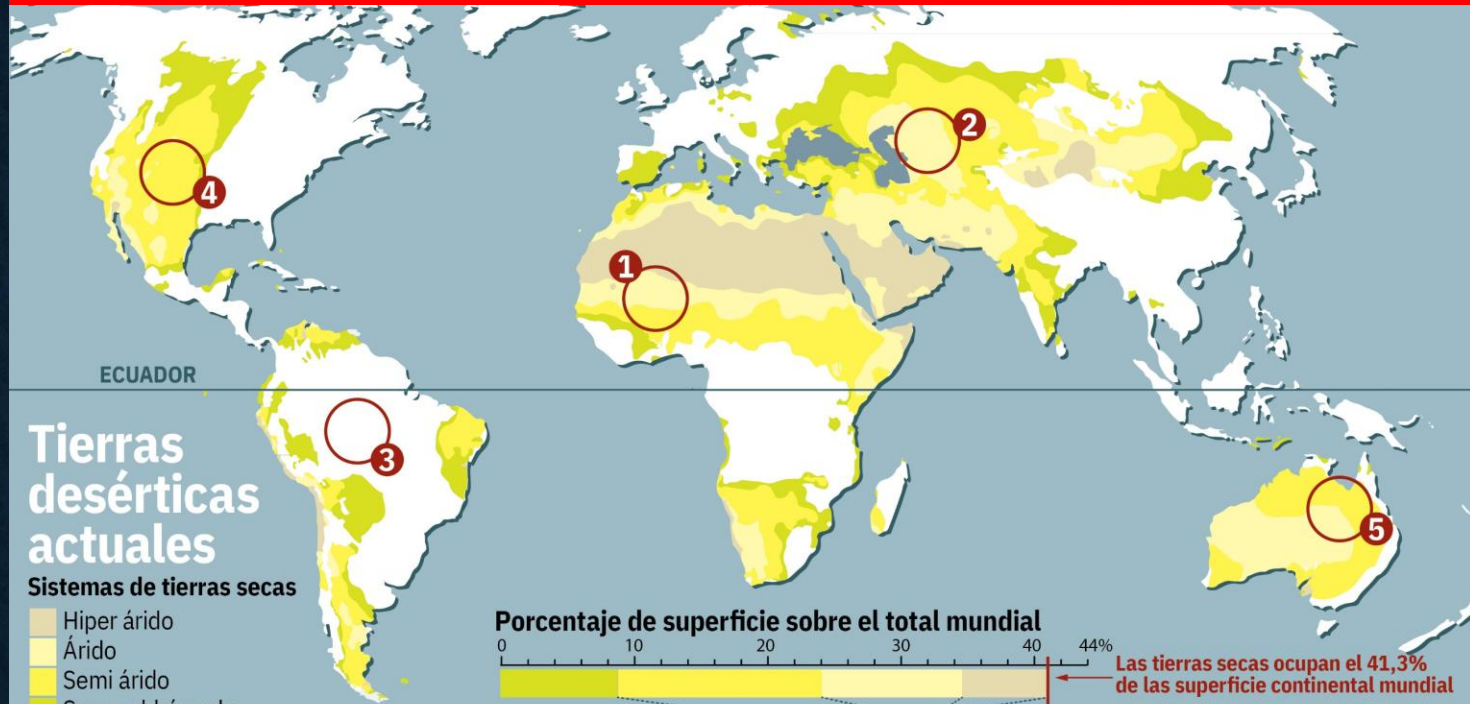 2
4
1
ECUADOR
3
5
Tierras
desérticas
actuales
Sistemas de tierras secas
Hiper árido
Árido
Semi árido
Porcentaje de superficie sobre el total mundial
0 10 20 30 40 44%
Las tierras secas ocupan el 41,3%
de las superficie continental mundial